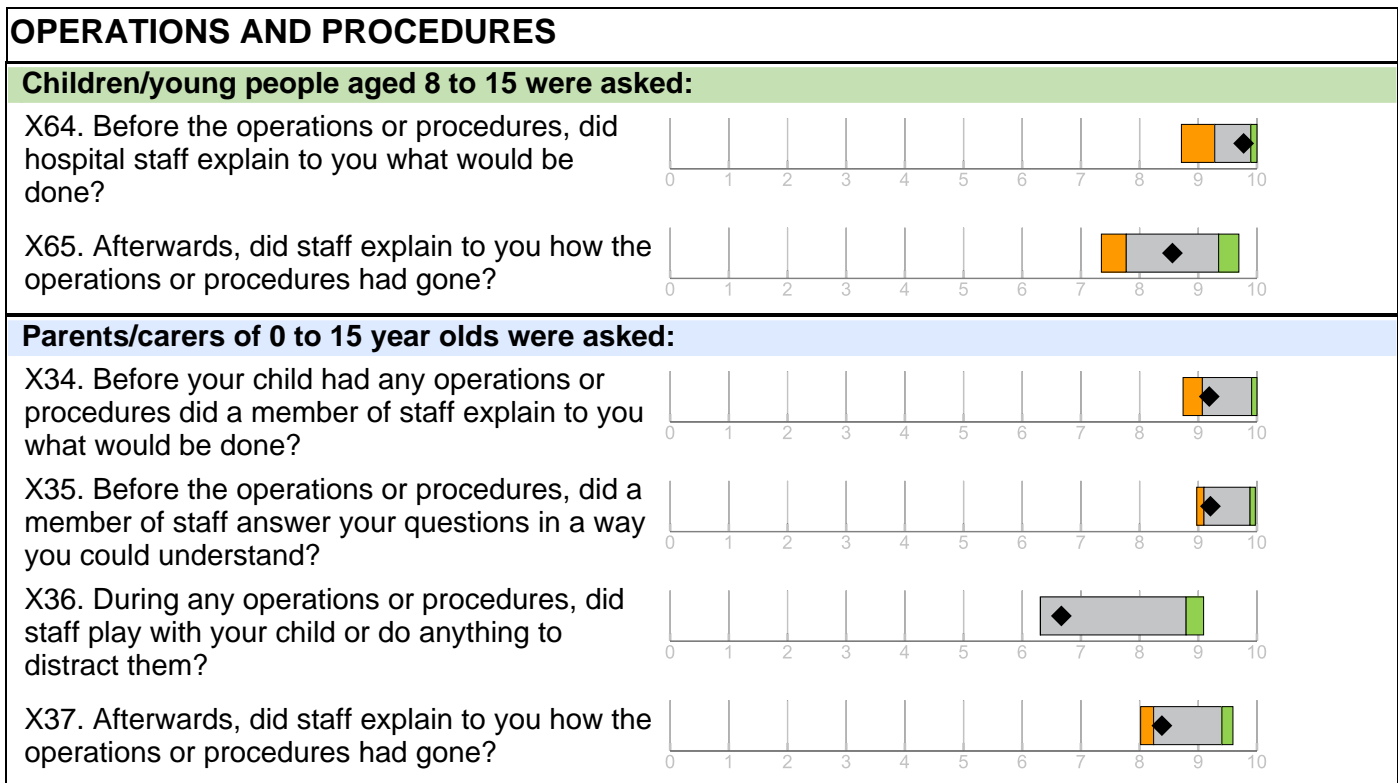 OPERATIONS AND PROCEDURES
Children/young people aged 8 to 15 were asked:
X64. Before the operations or procedures, did
hospital staff explain to you what would be
done?
0 1 2 3 4 5 6 7 8 9 10
X65. Afterwards, did staff explain to you how the
operations or procedures had gone?
0 1 2 3 4 5 6 7 8 9 10
Parents/carers of 0 to 15 year olds were asked:
X34. Before your child had any operations or
procedures did a member of staff explain to you
what would be done?
0 1 2 3 4 5 6 7 8 9 10
X35. Before the operations or procedures, did a
member of staff answer your questions in a way
you could understand?
0 1 2 3 4 5 6 7 8 9 10
X36. During any operations or procedures, did
staff play with your child or do anything to
distract them?
0 1 2 3 4 5 6 7 8 9 10
X37. Afterwards, did staff explain to you how the
operations or procedures had gone?
0 1 2 3 4 5 6 7 8 9 10